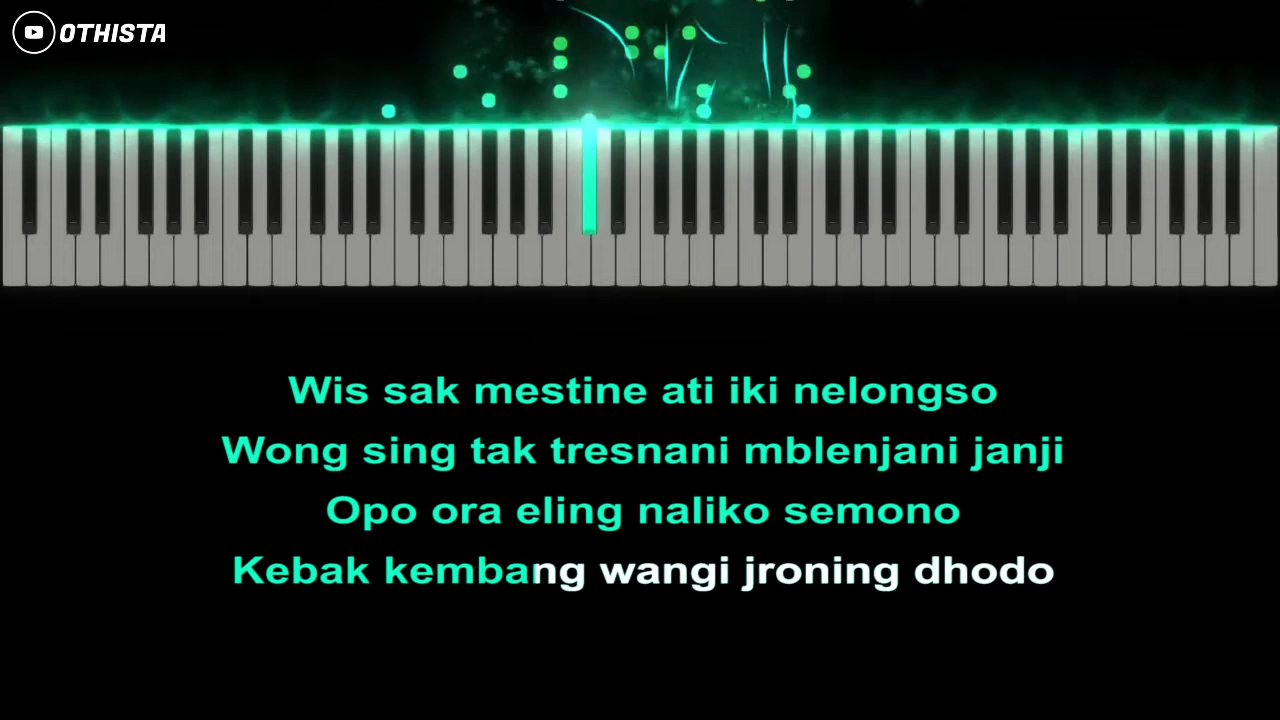 OTHISTA
Wis sak mestine ati iki nelongso
Wong sing tak tresnani mblenjani janji
Opo ora eling naliko semono
Kebak kembang wangi jroning dhodo